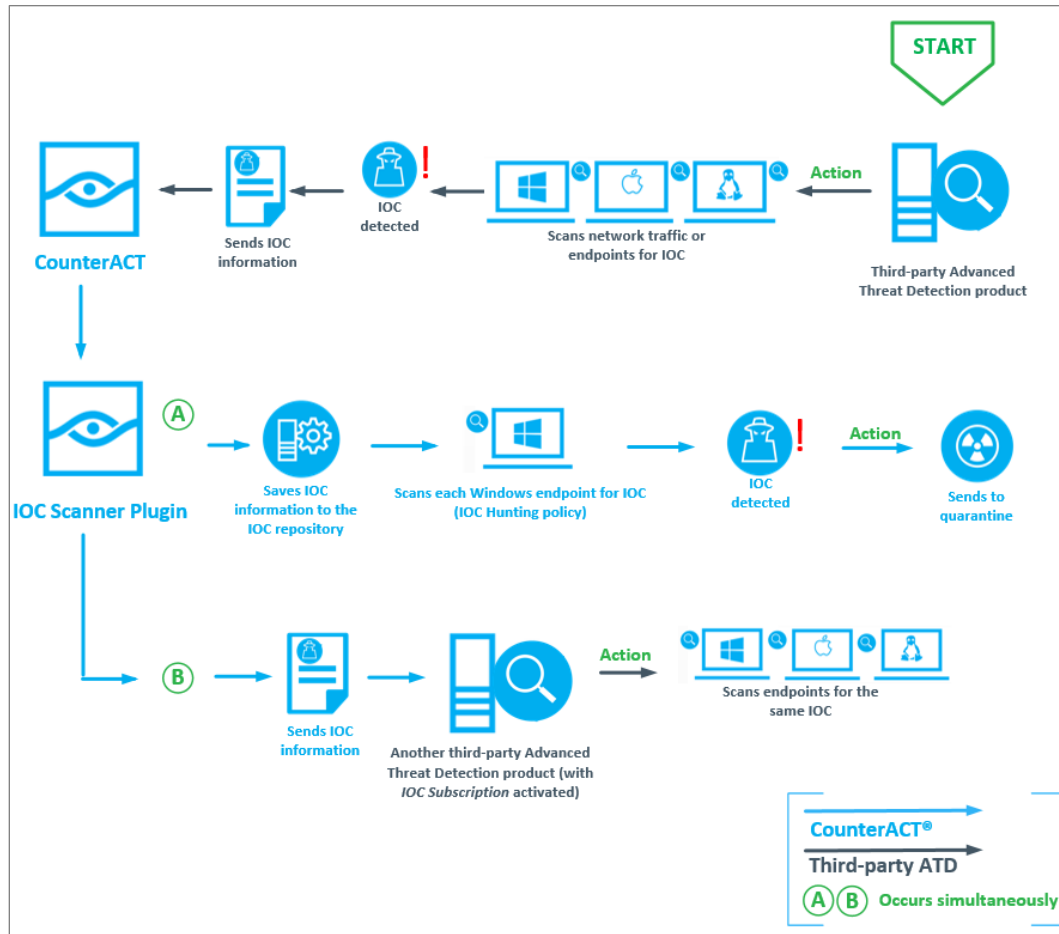 START
Action
IOC
detected
Sends IOC
information
CounterACT
Scans network traffic or
endpoints for IOC
Third-party Advanced
Threat Detection product
A
IOC Scanner Plugin
Saves IOC
information to the
IOC repository
Scans each Windows endpoint for IOC
(IOC Hunting policy)
IOC
detected
Action
Sends to
quarantine
B
Sends IOC
information
Another third-party Advanced
Threat Detection product (with
IOC Subscription activated)
Action
Scans endpoints for the
same IOC
CounterACT®
Third-party ATD
A B Occurs simultaneously